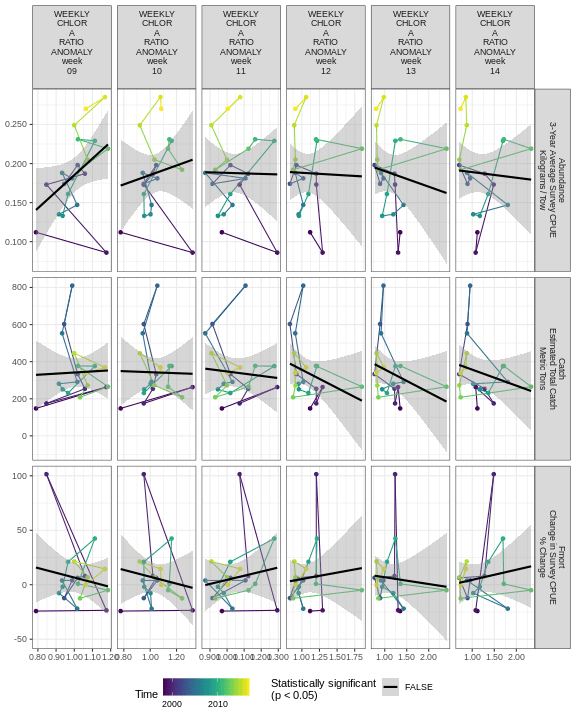 WEEKLY
CHLOR
A
RATIO
ANOMALY
week
09
WEEKLY
CHLOR
A
RATIO
ANOMALY
week
10
WEEKLY
CHLOR
A
RATIO
ANOMALY
week
11
WEEKLY
CHLOR
A
RATIO
ANOMALY
week
12
WEEKLY
CHLOR
A
RATIO
ANOMALY
week
13
WEEKLY
CHLOR
A
RATIO
ANOMALY
week
14
0.250
0.200
0.150
0.100
Abundance
3-Year Average Survey CPUE
Kilograms / Tow
800
600
400
200
0
Catch
Estimated Total Catch
Metric Tons
100
50
0
-50
Fmort
Change in Survey CPUE
% Change
0.80 0.90 1.00 1.10 1.20
0.80 1.00 1.20
0.900 1.000 1.100 1.200 1.300
1.00 1.25 1.50 1.75
1.00 1.50 2.00
1.00 1.50 2.00
Time
2000 2010
Statistically significant
(p < 0.05)
FALSE